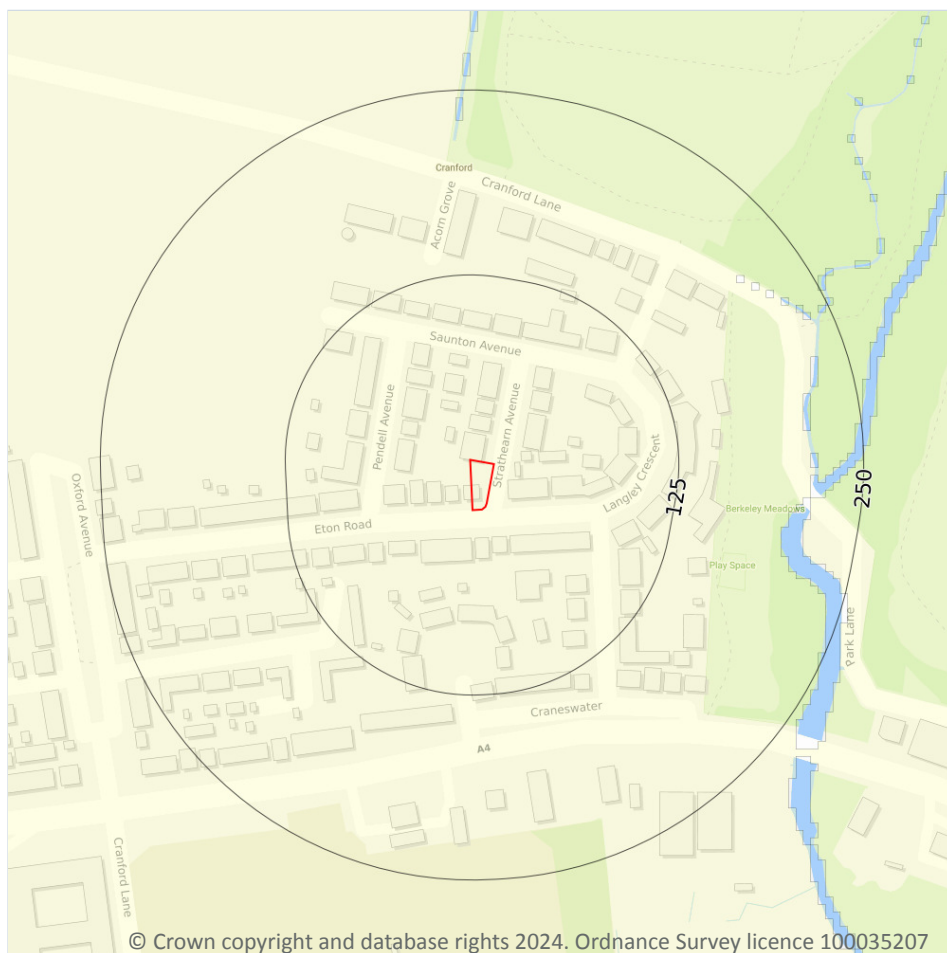 Cranford
Cranford Lane
Acorn Grove
Saunton Avenue
Pendell Avenue
Strathearn Avenue
Langley Crescent
125
250
Oxford Avenue
Eton Road
Berkeley Meadows
Play Space
Park Lane
Craneswater
A4
Cranford Lane
© Crown copyright and database rights 2024. Ordnance Survey licence 100035207